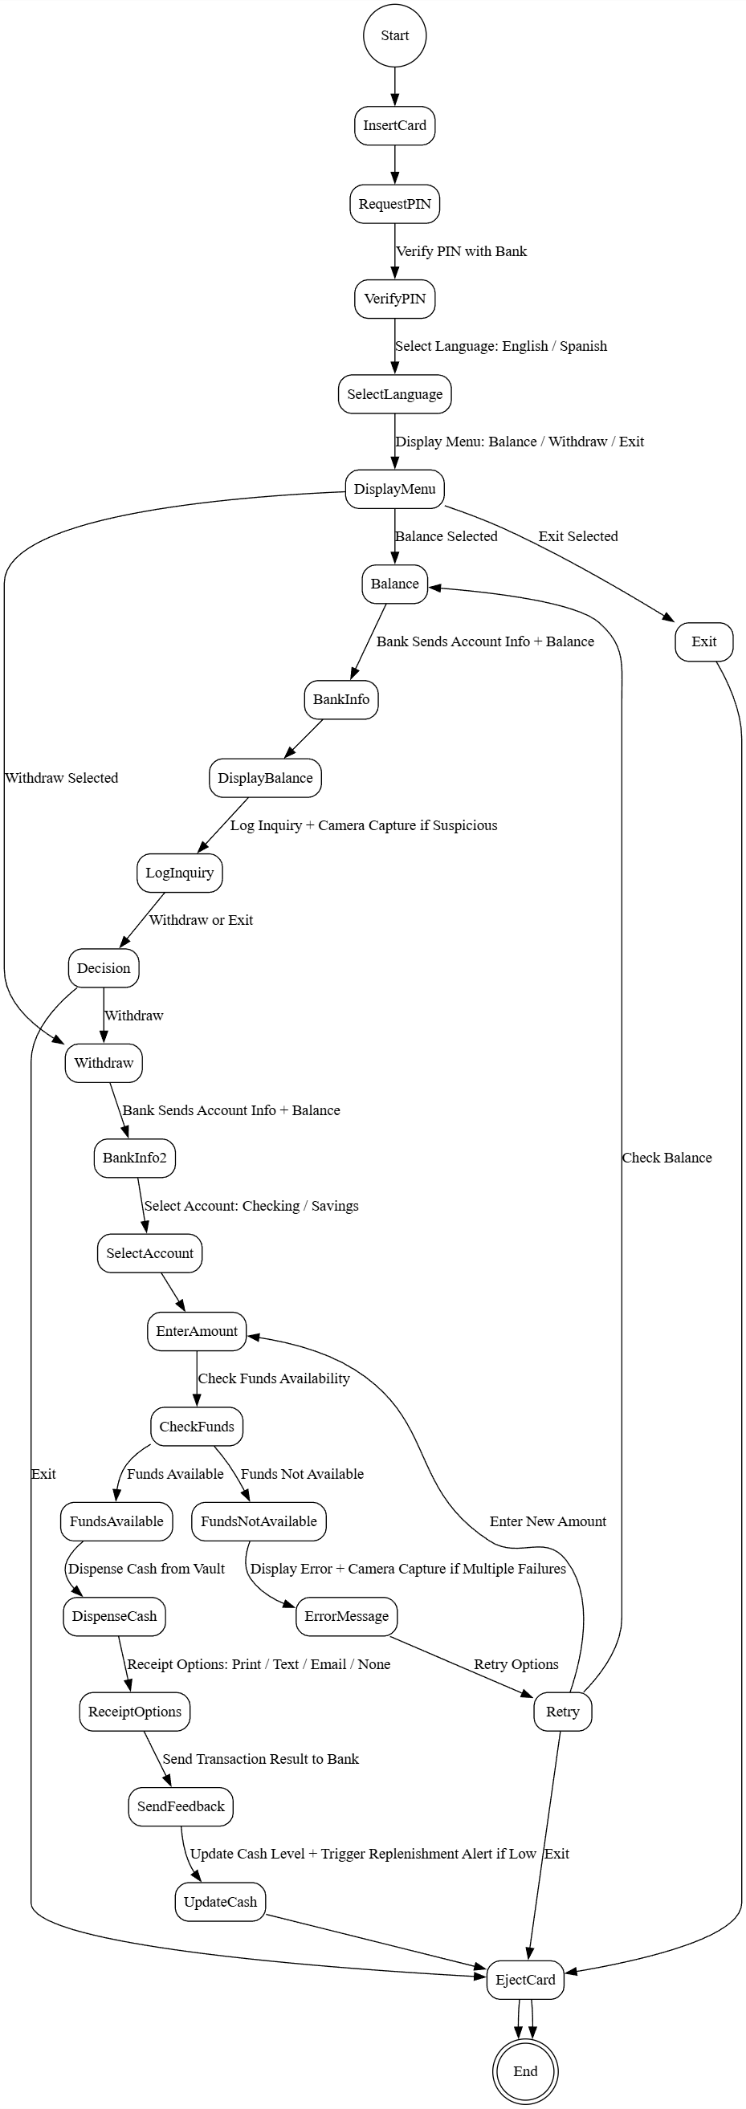 Start
InsertCard
RequestPIN
Verify PIN with Bank
VerifyPIN
Select Language: English / Spanish
SelectLanguage
Display Menu: Balance / Withdraw / Exit
DisplayMenu
Balance Selected
Exit Selected
Balance
Exit
Bank Sends Account Info + Balance
BankInfo
DisplayBalance
Withdraw Selected
Log Inquiry + Camera Capture if Suspicious
LogInquiry
Withdraw or Exit
Decision
Withdraw
Withdraw
Bank Sends Account Info + Balance
BankInfo2
Check Balance
Select Account: Checking / Savings
SelectAccount
EnterAmount
Check Funds Availability
CheckFunds
Exit
Funds Available
Funds Not Available
FundsAvailable
FundsNotAvailable
Enter New Amount
Dispense Cash from Vault
Display Error + Camera Capture if Multiple Failures
DispenseCash
ErrorMessage
Receipt Options: Print / Text / Email / None
Retry Options
ReceiptOptions
Retry
Send Transaction Result to Bank
SendFeedback
Update Cash Level + Trigger Replenishment Alert if Low
Exit
UpdateCash
EjectCard
End